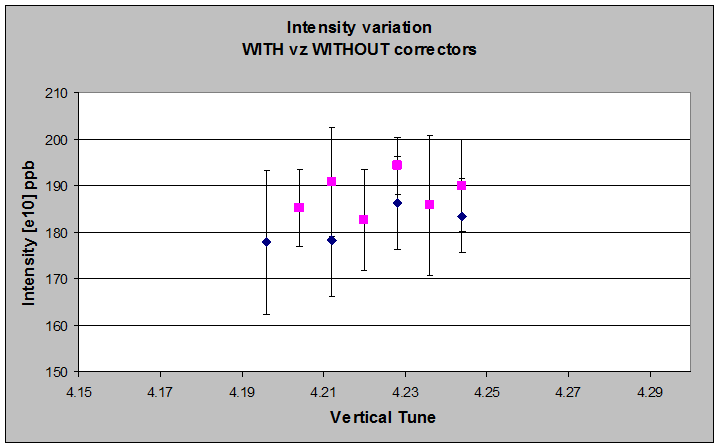 Intensity variation
WITH vz WITHOUT correctors
210
200
190
180
170
160
150
Intensity [e10] ppb
4.15 4.17 4.19 4.21 4.23 4.25 4.27 4.29
Vertical Tune